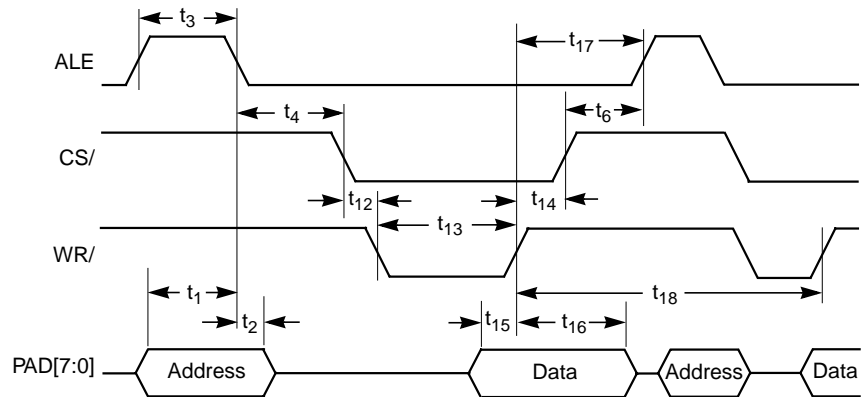 t3
t17
ALE
t4
t6
CS/
t12
t13
t14
WR/
t1
t18
t2
t15
t16
PAD[7:0]
Address
Data
Address
Data